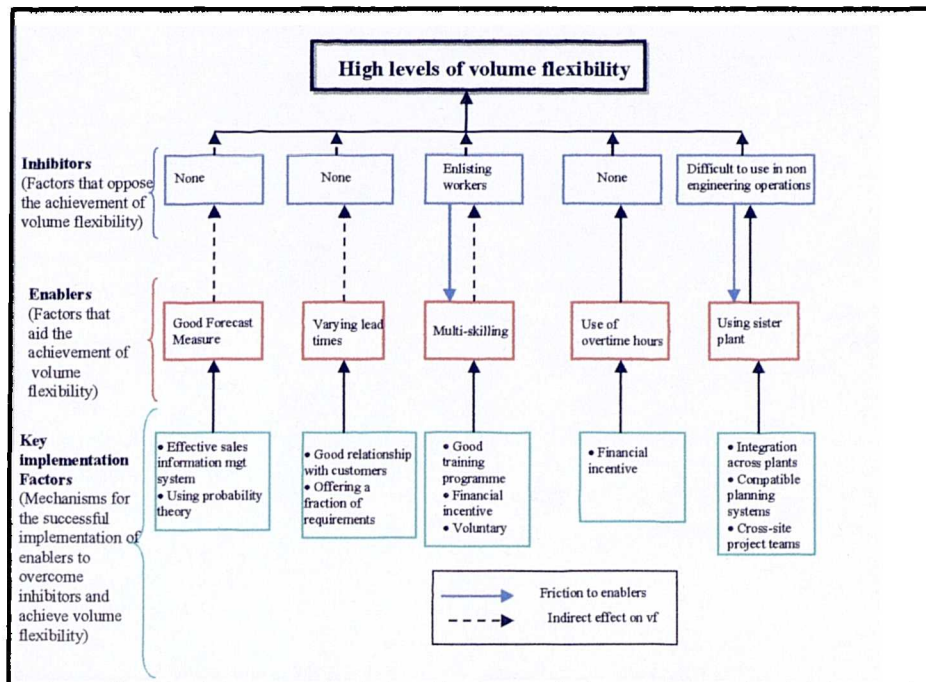 High levels of volume flexibility
Inhibitors
(Factors that oppose
the achievement of
volume flexibility)
None
None
Enlisting
workers
None
Difficult to use in non
engineering operations
Enablers
(Factors that
aid the
achievement of
volume
flexibility)
Good Forecast
Measure
Varying lead
times
Multi-skilling
Use of
overtime hours
Using sister
plant
Key
implementation
Factors
(Mechanisms for
the successful
implementation of
enablers to
overcome
inhibitors and
achieve volume
flexibility)
• Effective sales
information mgt
system
• Using probability
theory
• Good relationship
with customers
• Offering a
fraction of
requirements
• Good
training
programme
• Financial
incentive
• Voluntary
• Financial
incentive
• Integration
across plants
• Compatible
planning
systems
• Cross-site
project teams
Friction to enablers
Indirect effect on vf